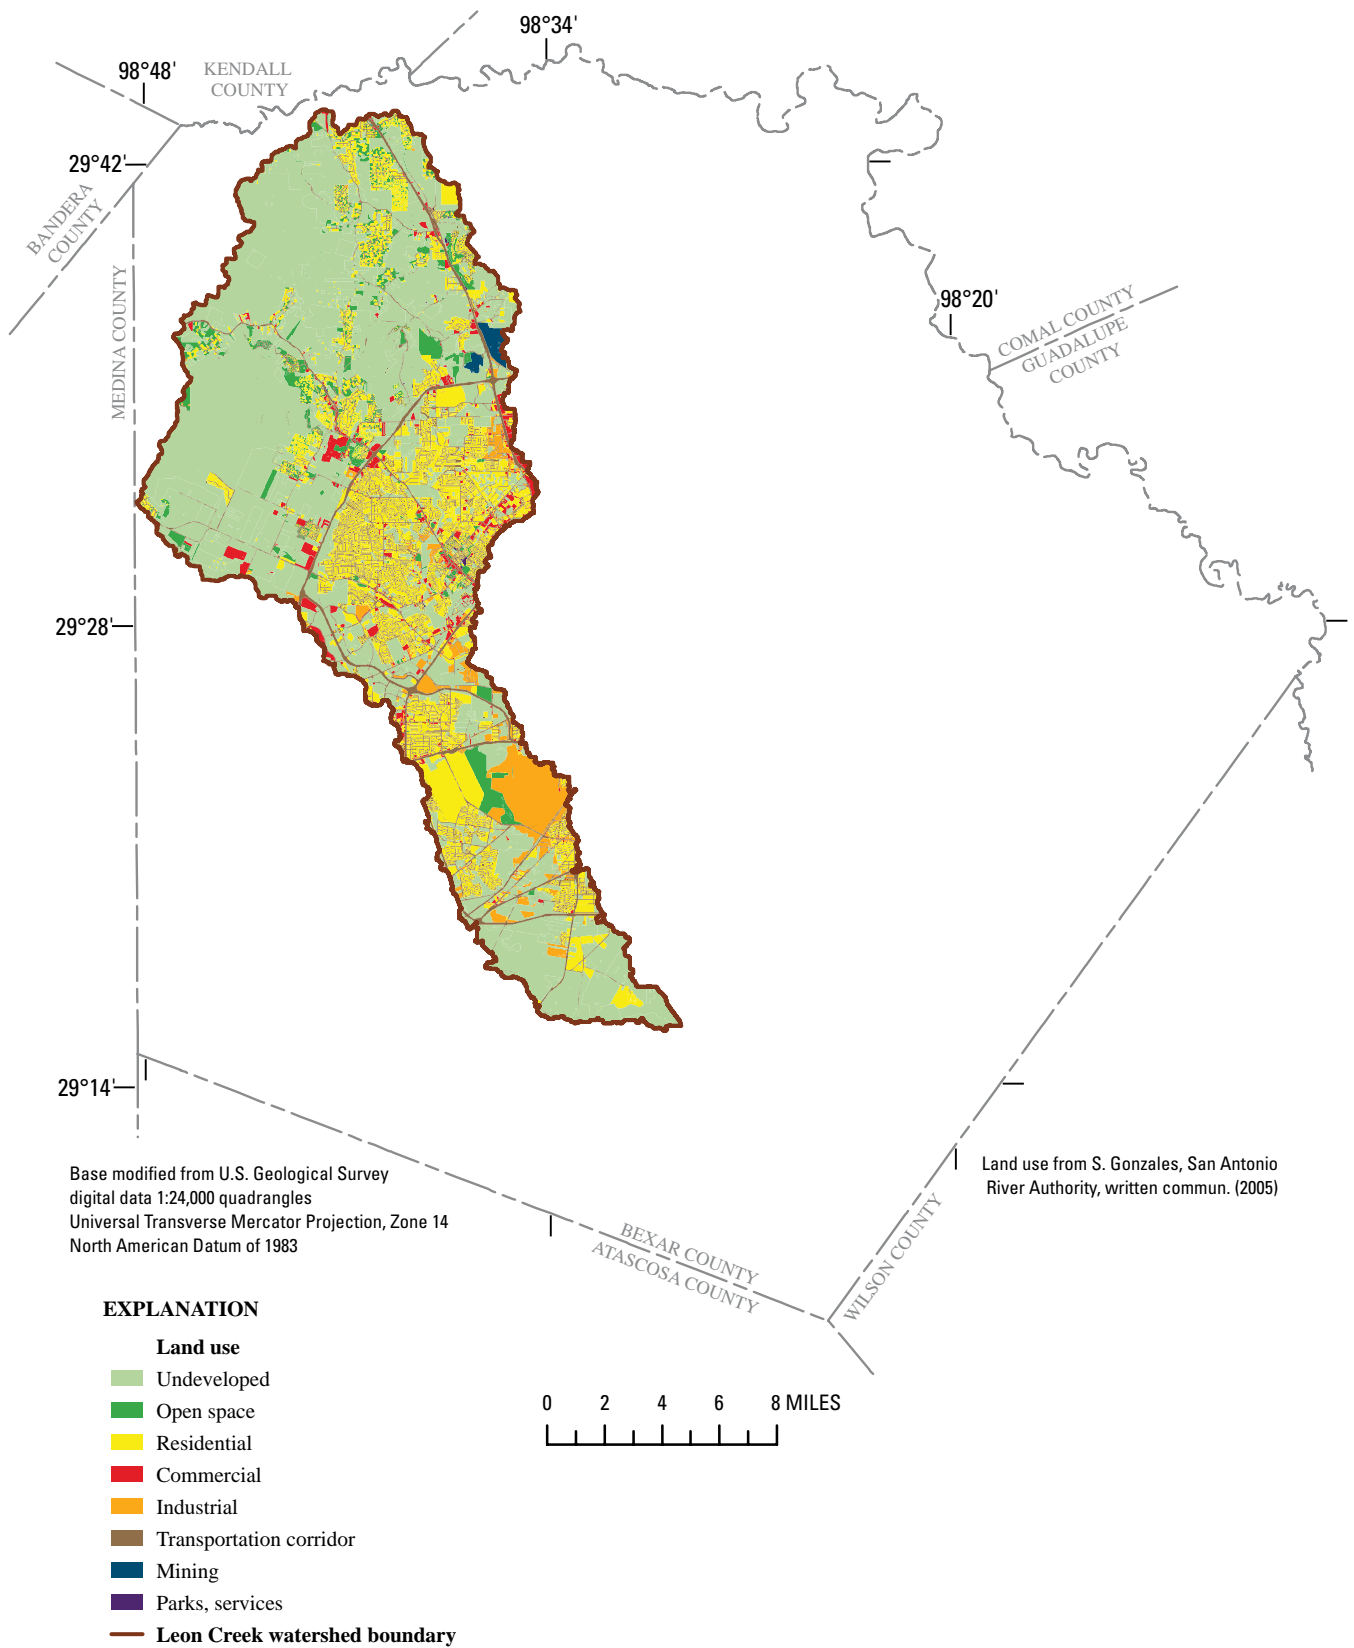 98°34'
98°48'
KENDALL
COUNTY
29°42'
BANDERA
COUNTY
MEDINA COUNTY
98°20'
COMAL COUNTY
GUADALUPE
COUNTY
29°28'
29°14'
Base modified from U.S. Geological Survey
digital data 1:24,000 quadrangles
Universal Transverse Mercator Projection, Zone 14
North American Datum of 1983
Land use from S. Gonzales, San Antonio
River Authority, written commun. (2005)
BEXAR COUNTY
ATASCOSA COUNTY
WILSON COUNTY
EXPLANATION
Land use
Undeveloped
Open space
Residential
Commercial
Industrial
Transportation corridor
Mining
Parks, services
Leon Creek watershed boundary
0 2 4 6 8 MILES